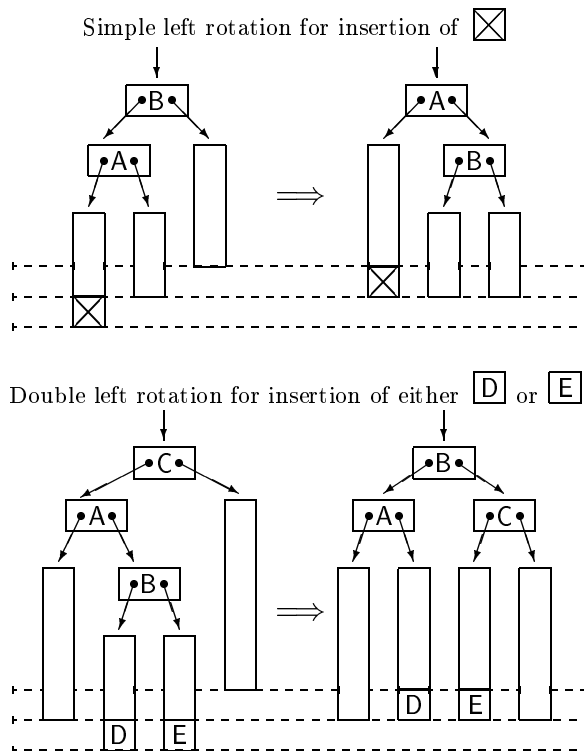 Simple left rotation for insertion of
B A
A B
Double left rotation for insertion of either D or E
C B
A A C
B
D E
D E